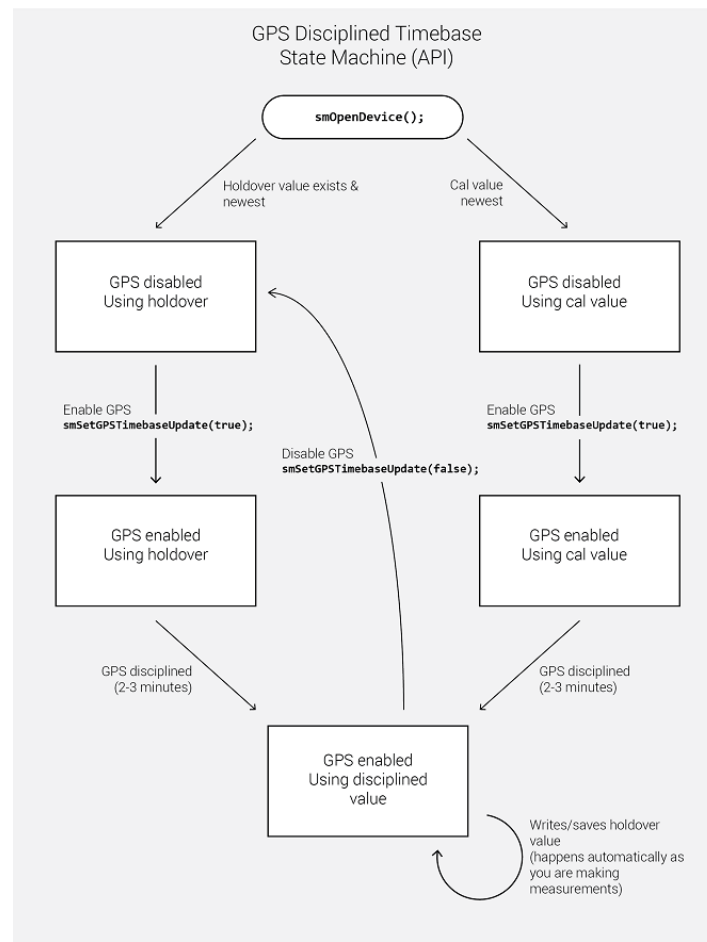 GPS Disciplined Timebase
State Machine (API)
smOpenDevice();
Holdover value exists &
newest
Cal value
newest
GPS disabled
Using holdover
GPS disabled
Using cal value
Enable GPS
smSetGPSTimebaseUpdate(true);
Enable GPS
smSetGPSTimebaseUpdate(true);
Disable GPS
smSetGPSTimebaseUpdate(false);
GPS enabled
Using holdover
GPS enabled
Using cal value
GPS disciplined
(2-3 minutes)
GPS disciplined
(2-3 minutes)
GPS enabled
Using disciplined
value
Writes/saves holdover
value
(happens automatically as
you are making
measurements)